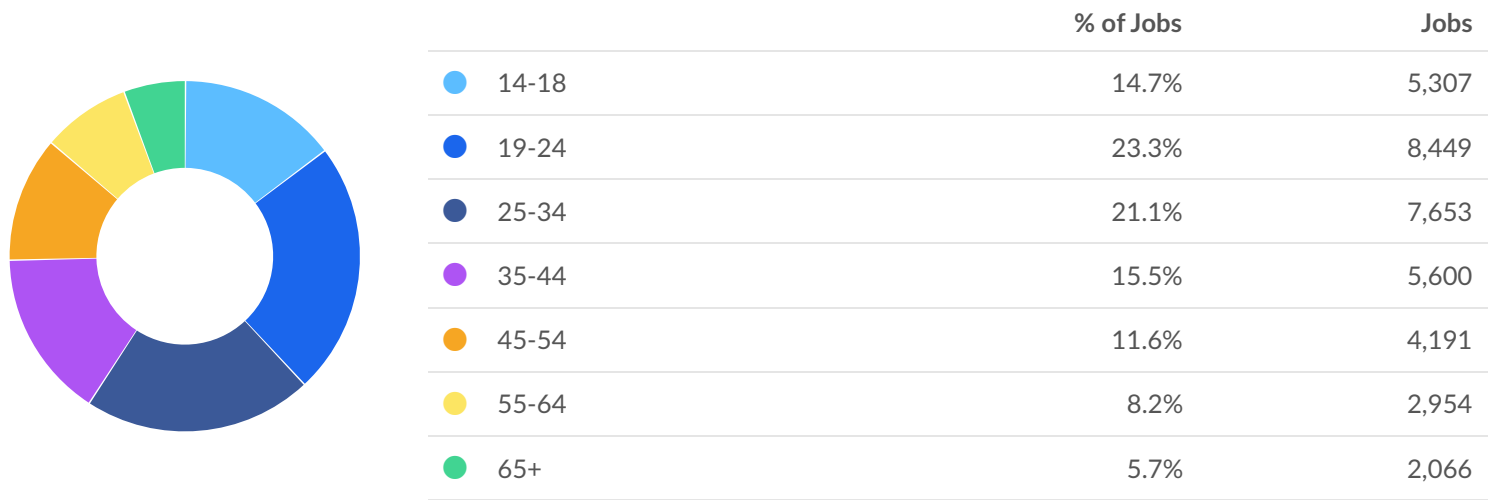 % of Jobs Jobs
14-18 14.7% 5,307
19-24 23.3% 8,449
25-34 21.1% 7,653
35-44 15.5% 5,600
45-54 11.6% 4,191
55-64 8.2% 2,954
65+ 5.7% 2,066